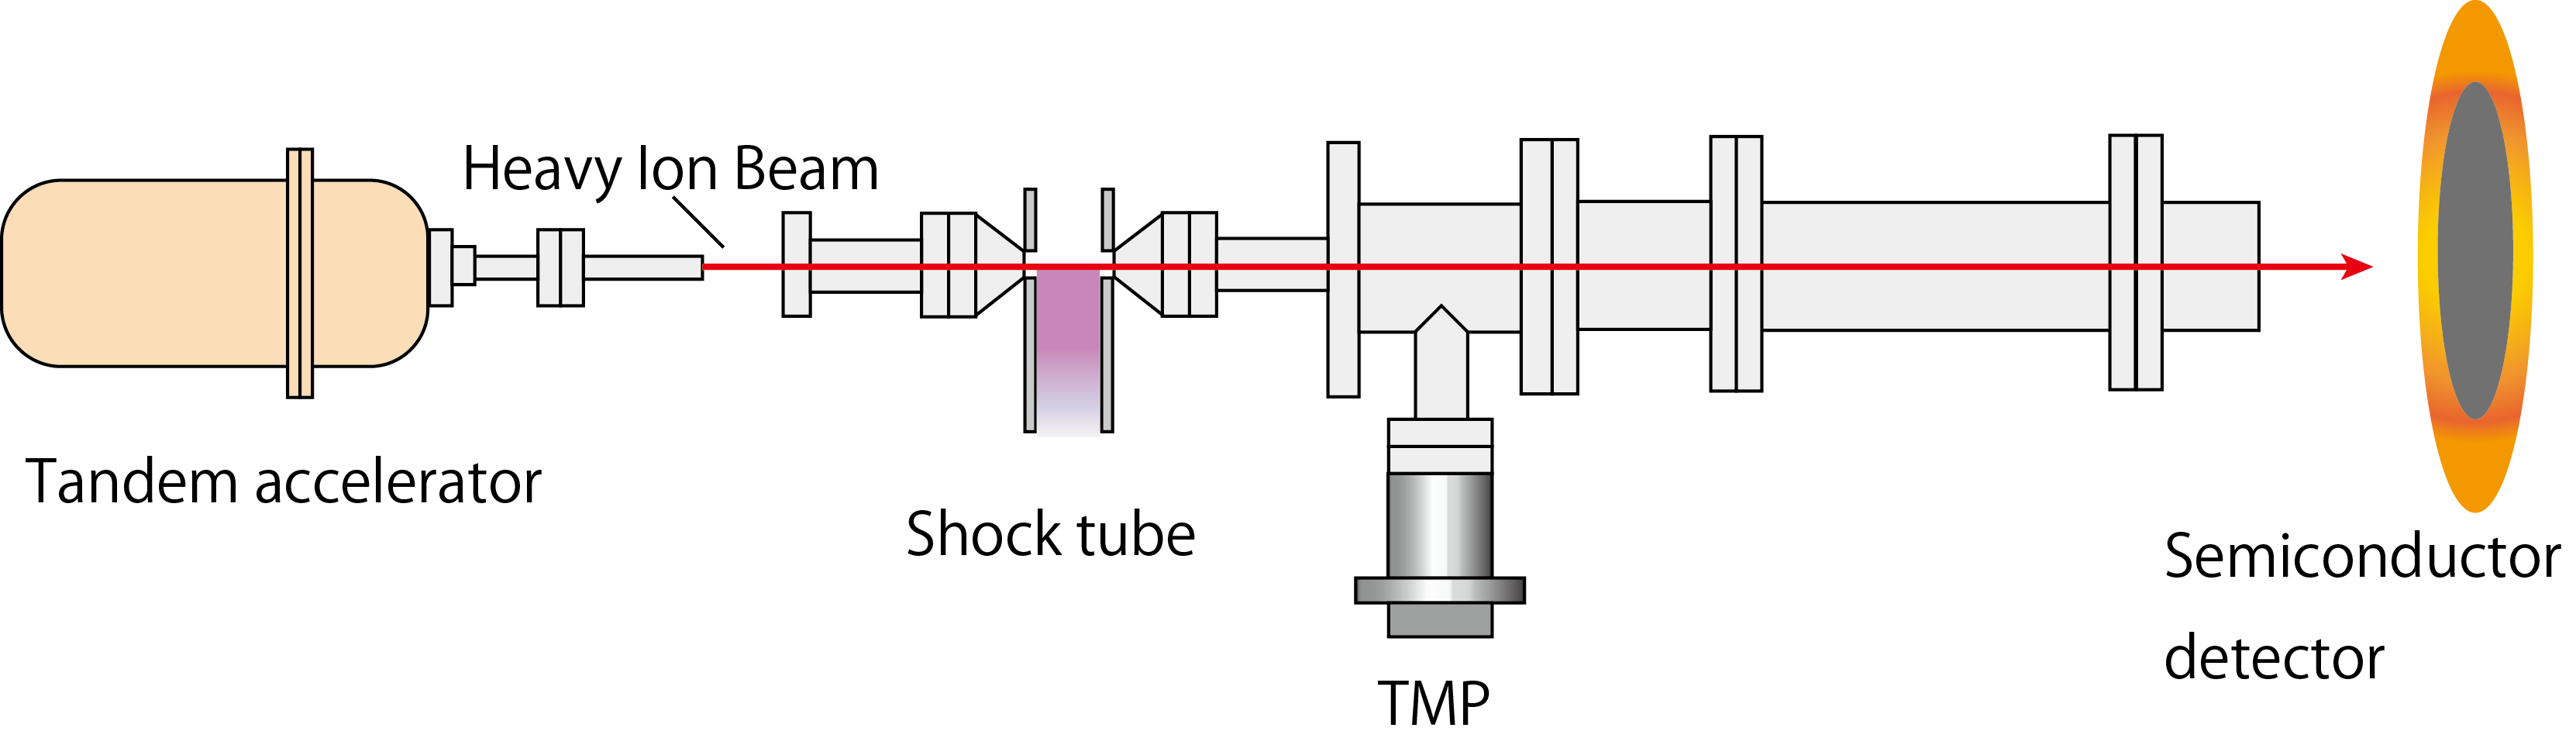 Heavy Ion Beam
Tandem accelerator
Shock tube
TMP
Semiconductor
detector